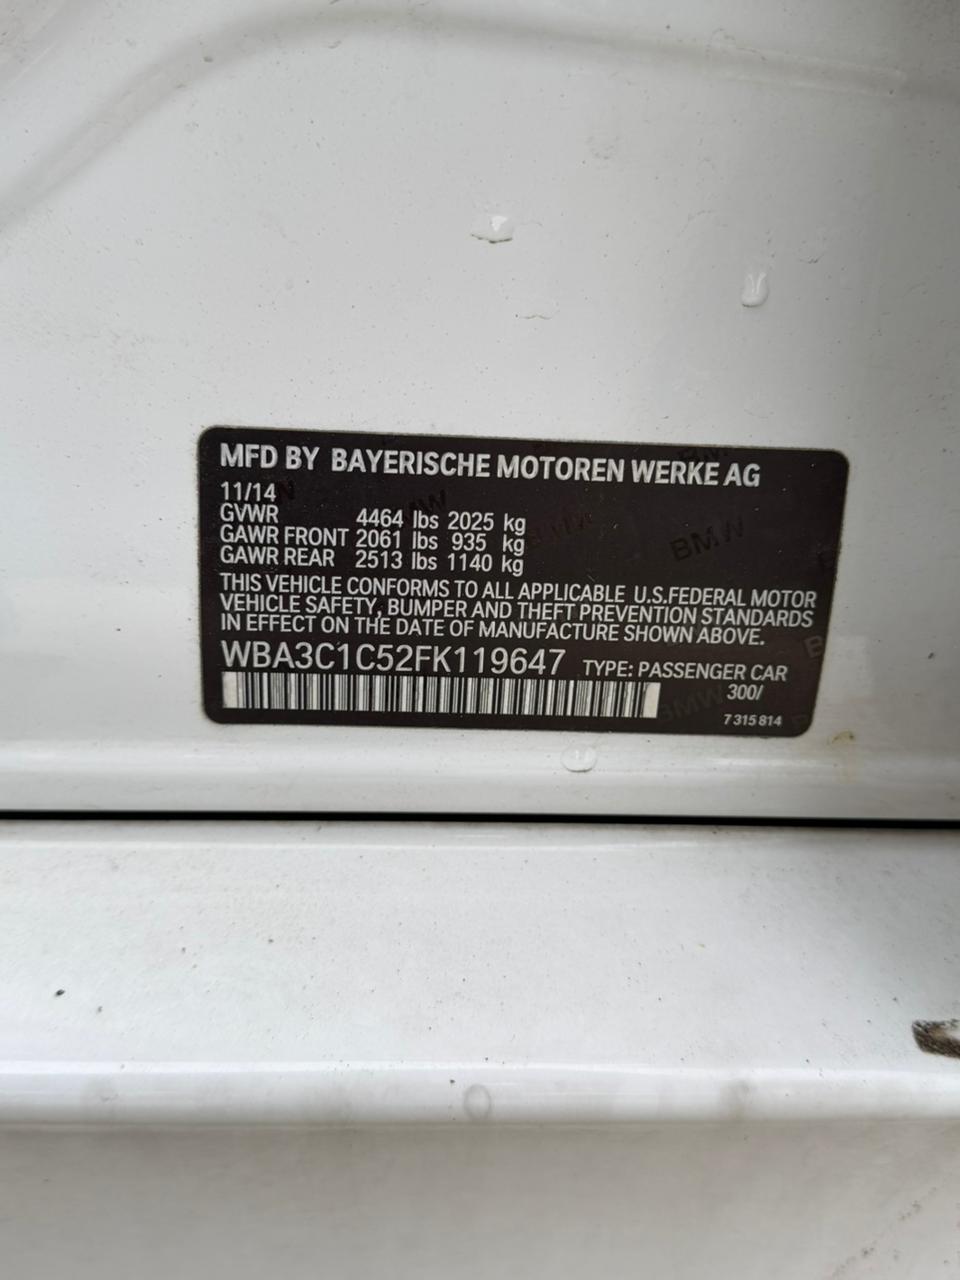 MFD BY BAYERISCHE MOTOREN WERKE AG
11/14
GVWR 4464 lbs 2025 kg
GAWR FRONT 2061 lbs 935 kg
GAWR REAR 2513 lbs 1140 kg
THIS VEHICLE CONFORMS TO ALL APPLICABLE U.S.FEDERAL MOTOR
VEHICLE SAFETY, BUMPER AND THEFT PREVENTION STANDARDS
IN EFFECT ON THE DATE OF MANUFACTURE SHOWN ABOVE.
WBA3C1C52FK119647 TYPE: PASSENGER CAR
300/
7 315 814
BMW